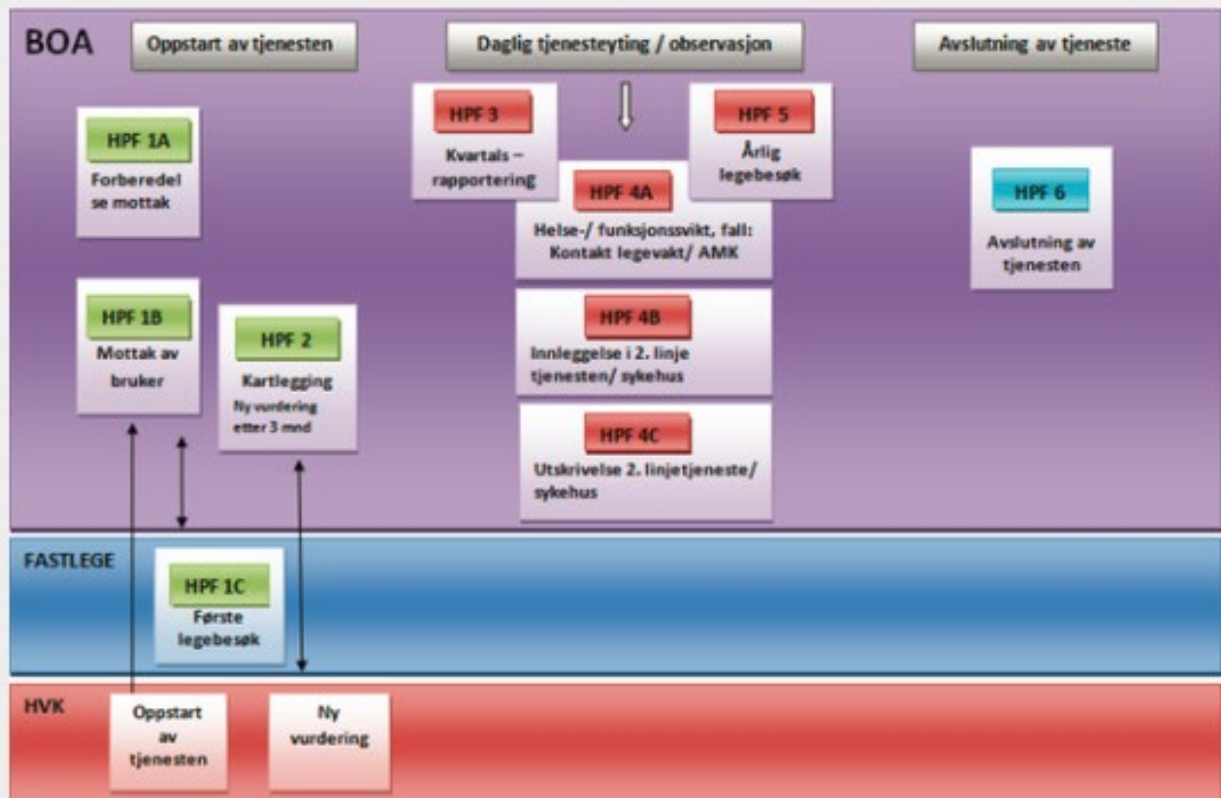 BOA
Oppstart av tjenesten
Daglig tjenesteyting / observasjon
Avslutning av tjeneste
HPF 1A
Forberedel
se mottak
HPF 1B
Mottak av
bruker
HPF 2
Kartlegging
Ny vurdering
etter 3 mnd
HPF 3
Kvartals –
rapportering
HPF 4A
Helse-/ funksjonssvikt, fall:
Kontakt legevakt/ AMK
HPF 5
Årlig
legebesøk
HPF 4B
Innleggelse i 2. linje
tjenesten/ sykehus
HPF 4C
Utskrivelse 2. linjetjeneste/
sykehus
HPF 6
Avslutning av
tjenesten
FASTLEGE
HPF 1C
Første
legebesøk
HVK
Oppstart
av
tjenesten
Ny
vurdering